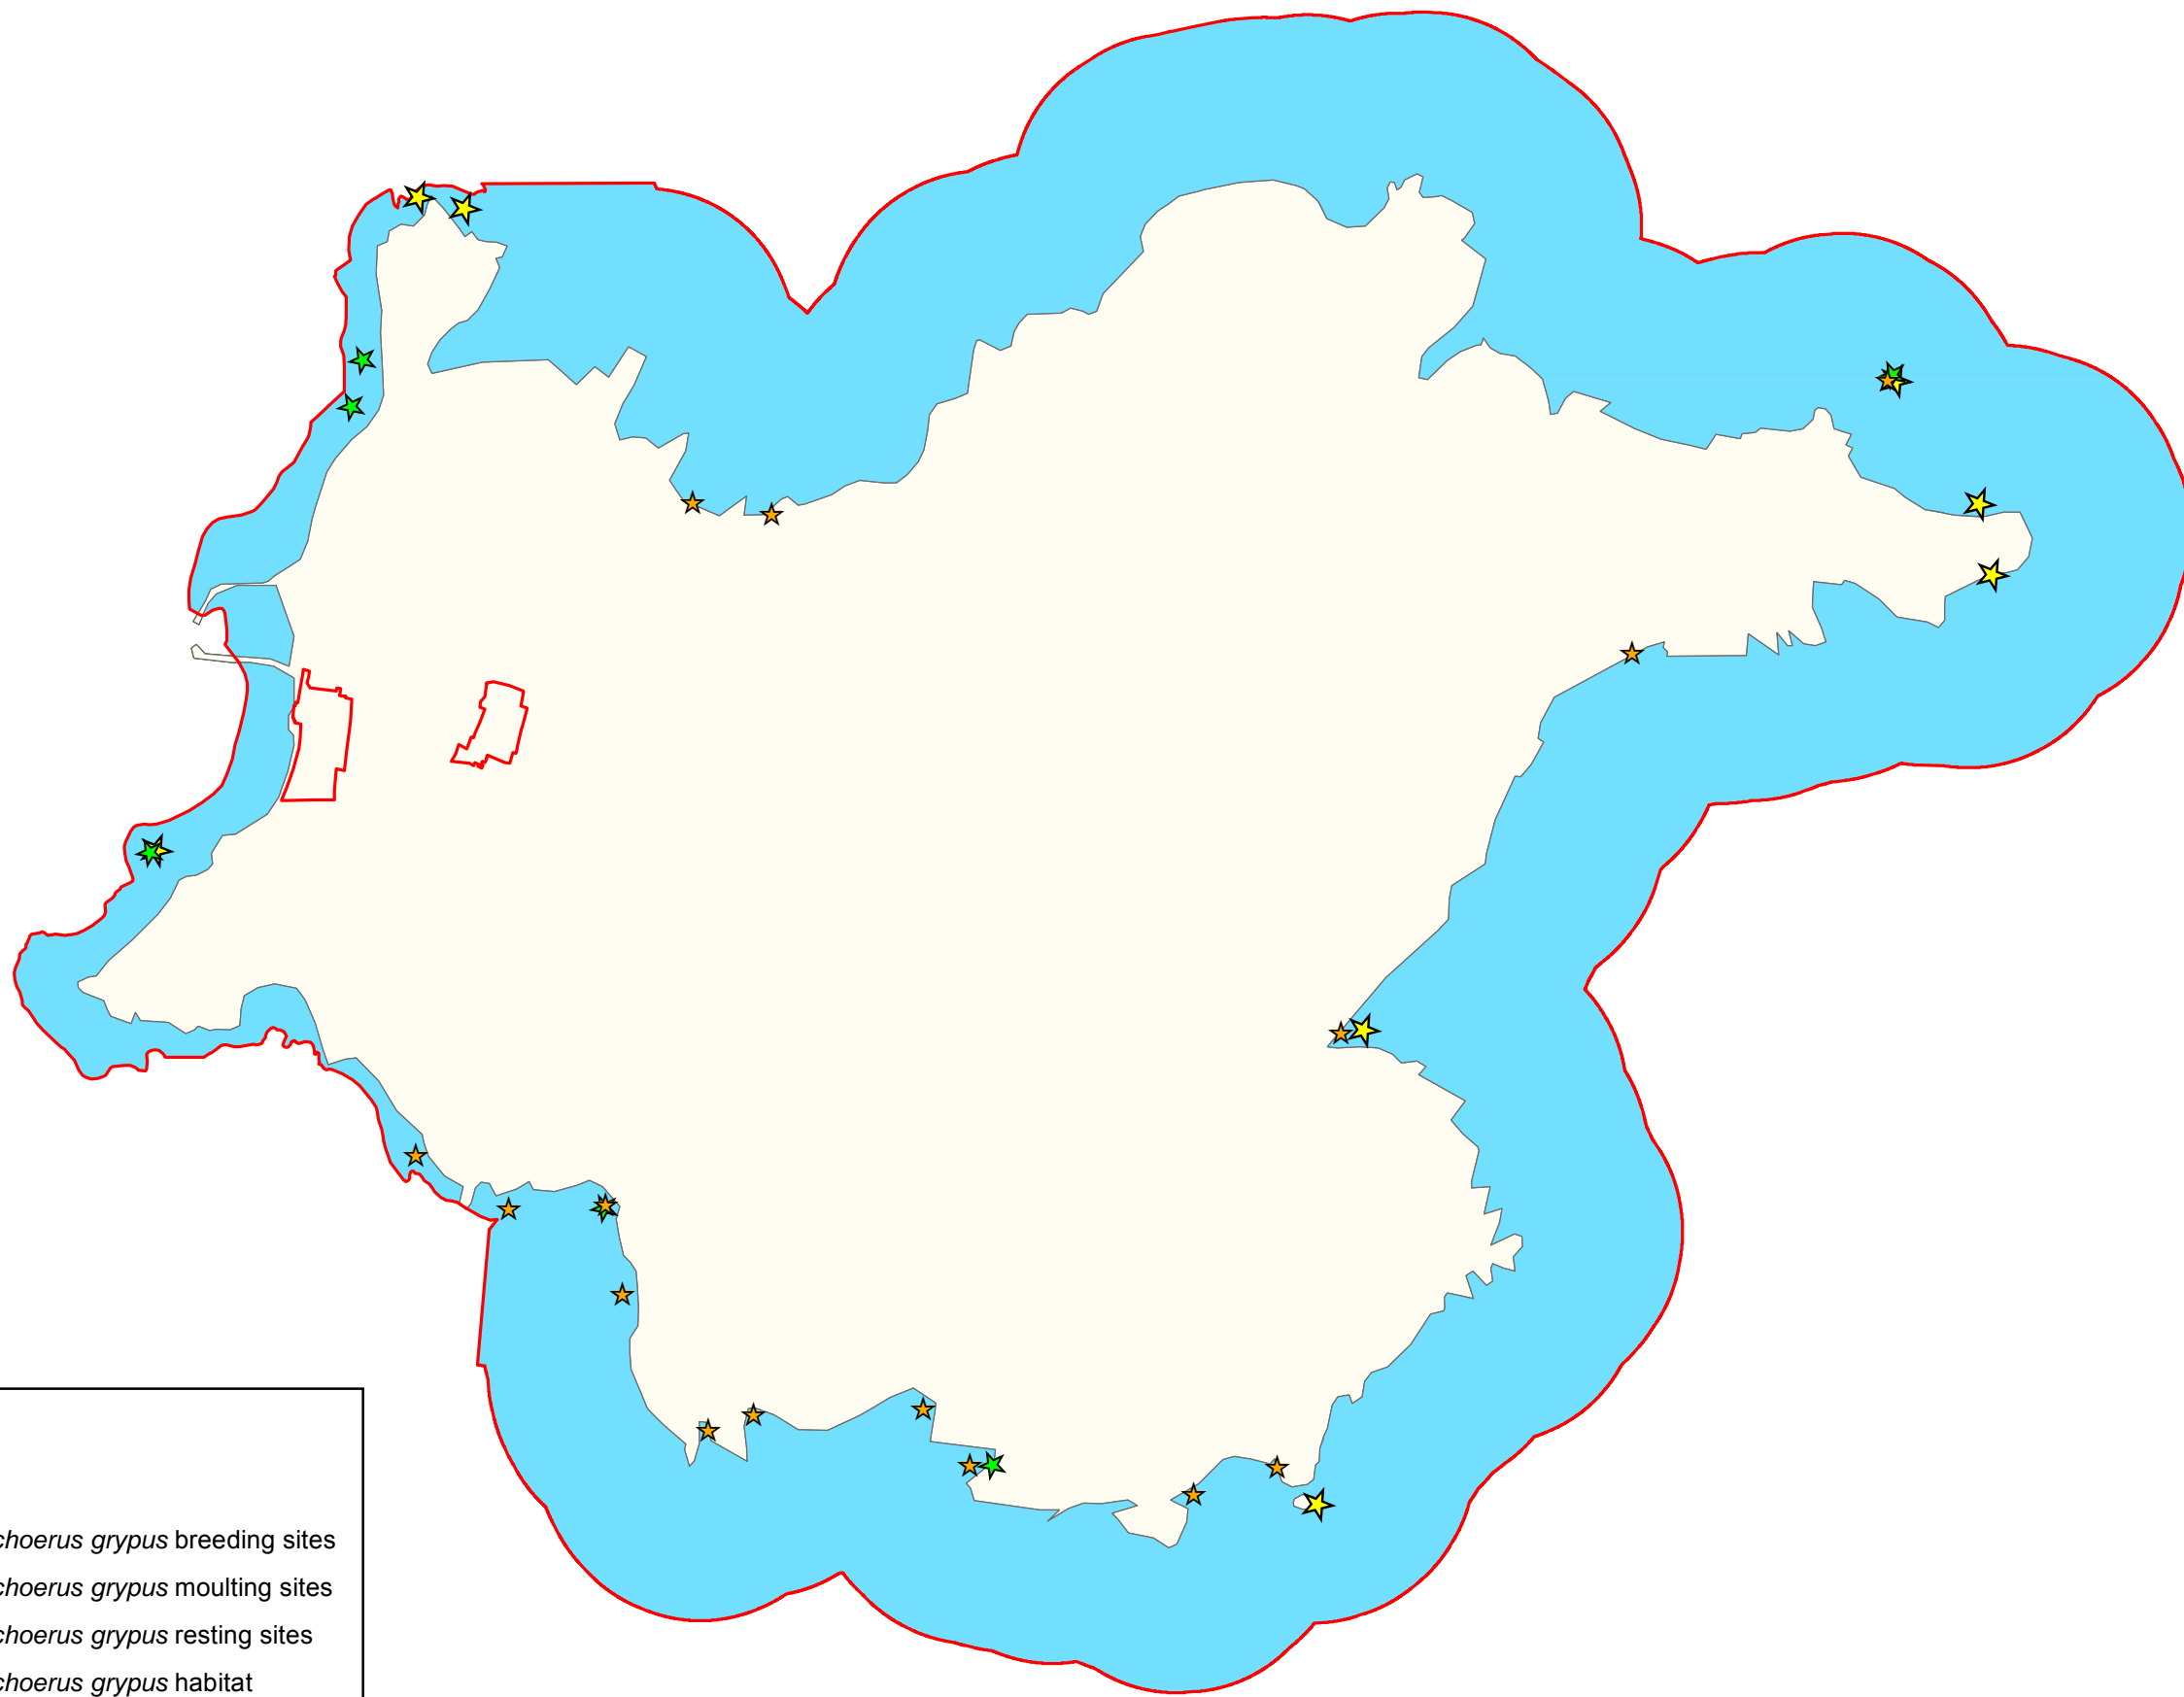 choerus grypus breeding sites
choerus grypus moulting sites
choerus grypus resting sites
choerus grypus habitat